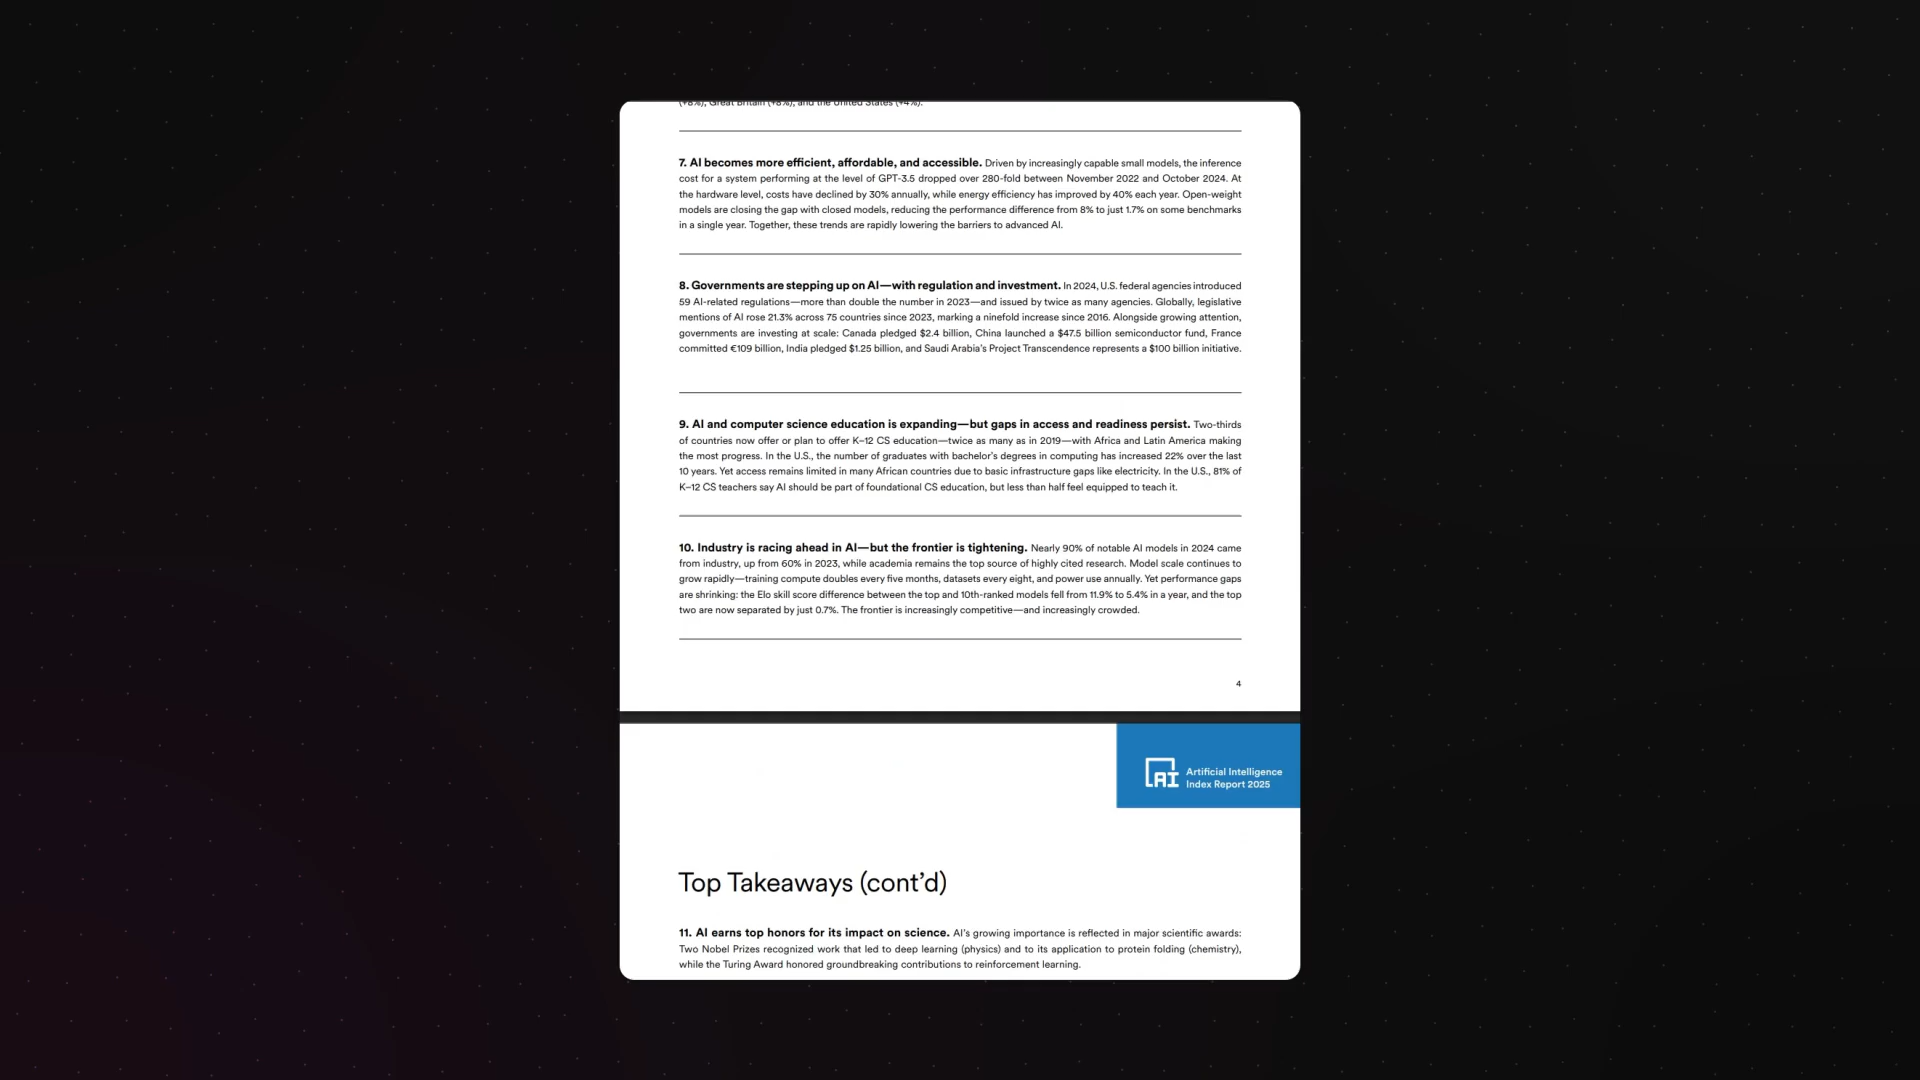 (+8%), Great Britain (+8%), and the United States (+4%).
7. AI becomes more efficient, affordable, and accessible. Driven by increasingly capable small models, the inference
cost for a system performing at the level of GPT-3.5 dropped over 280-fold between November 2022 and October 2024. At
the hardware level, costs have declined by 30% annually, while energy efficiency has improved by 40% each year. Open-weight
models are closing the gap with closed models, reducing the performance difference from 8% to just 1.7% on some benchmarks
in a single year. Together, these trends are rapidly lowering the barriers to advanced AI.
8. Governments are stepping up on AI—with regulation and investment. In 2024, U.S. federal agencies introduced
59 AI-related regulations—more than double the number in 2023—and issued by twice as many agencies. Globally, legislative
mentions of AI rose 21.3% across 75 countries since 2023, marking a ninefold increase since 2016. Alongside growing attention,
governments are investing at scale: Canada pledged $2.4 billion, China launched a $47.5 billion semiconductor fund, France
committed €109 billion, India pledged $1.25 billion, and Saudi Arabia’s Project Transcendence represents a $100 billion initiative.
9. AI and computer science education is expanding—but gaps in access and readiness persist. Two-thirds
of countries now offer or plan to offer K–12 CS education—twice as many as in 2019—with Africa and Latin America making
the most progress. In the U.S., the number of graduates with bachelor’s degrees in computing has increased 22% over the last
10 years. Yet access remains limited in many African countries due to basic infrastructure gaps like electricity. In the U.S., 81% of
K–12 CS teachers say AI should be part of foundational CS education, but less than half feel equipped to teach it.
10. Industry is racing ahead in AI—but the frontier is tightening. Nearly 90% of notable AI models in 2024 came
from industry, up from 60% in 2023, while academia remains the top source of highly cited research. Model scale continues to
grow rapidly—training compute doubles every five months, datasets every eight, and power use annually. Yet performance gaps
are shrinking: the Elo skill score difference between the top and 10th-ranked models fell from 11.9% to 5.4% in a year, and the top
two are now separated by just 0.7%. The frontier is increasingly competitive—and increasingly crowded.
4
AI
Artificial Intelligence
Index Report 2025
Top Takeaways (cont’d)
11. AI earns top honors for its impact on science. AI’s growing importance is reflected in major scientific awards:
Two Nobel Prizes recognized work that led to deep learning (physics) and to its application to protein folding (chemistry),
while the Turing Award honored groundbreaking contributions to reinforcement learning.